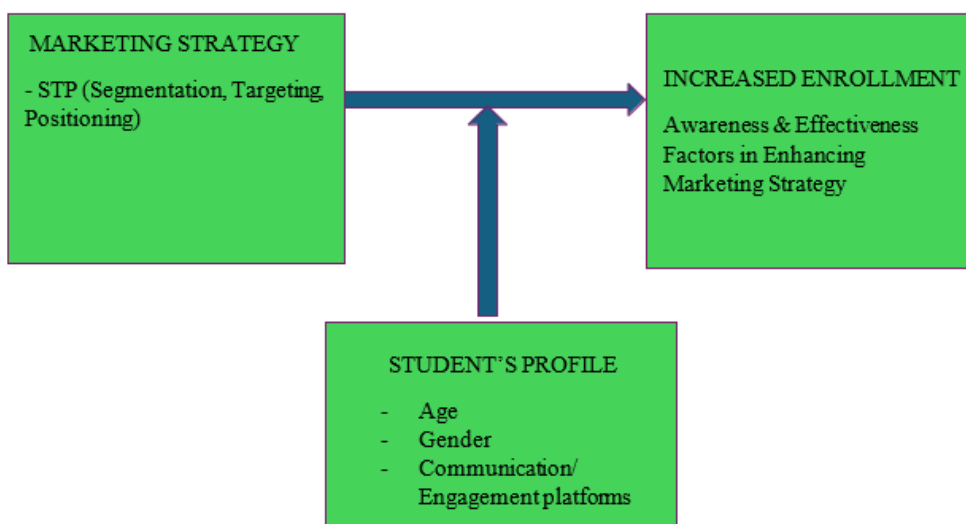 MARKETING STRATEGY
- STP (Segmentation, Targeting,
Positioning)
INCREASED ENROLLMENT
Awareness & Effectiveness
Factors in Enhancing
Marketing Strategy
STUDENT’S PROFILE
- Age
- Gender
- Communication/
Engagement platforms